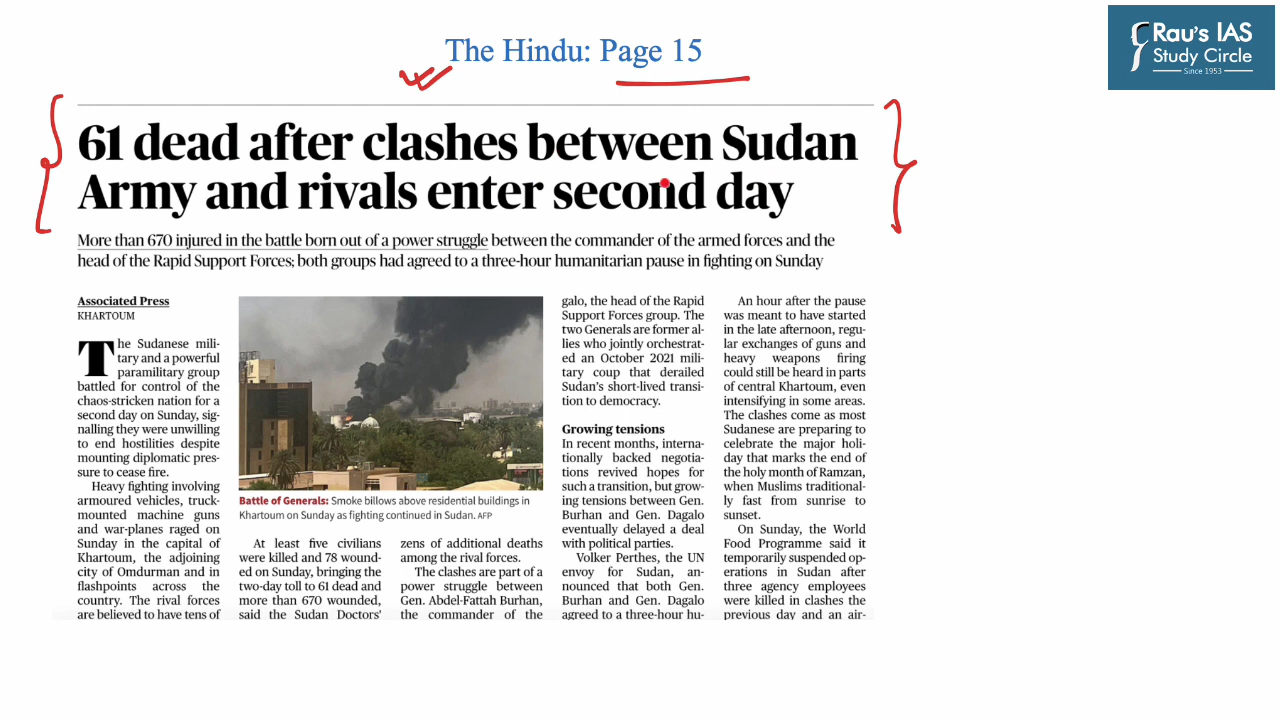 The Hindu: Page 15
Rau's IAS
Study Circle
Since 1953
61 dead after clashes between Sudan
Army and rivals enter second day
More than 670 injured in the battle born out of a power struggle between the commander of the armed forces and the
head of the Rapid Support Forces; both groups had agreed to a three-hour humanitarian pause in fighting on Sunday
Associated Press
KHARTOUM
The Sudanese mili-
tary and a powerful
paramilitary group
battled for control of the
chaos-stricken nation for a
second day on Sunday, sig-
nalling they were unwilling
to end hostilities despite
mounting diplomatic pres-
sure to cease fire.
Heavy fighting involving
armoured vehicles, truck-
mounted machine guns
and war-planes raged on
Sunday in the capital of
Khartoum, the adjoining
city of Omdurman and in
flashpoints across the
country. The rival forces
are believed to have tens of
Battle of Generals: Smoke billows above residential buildings in
Khartoum on Sunday as fighting continued in Sudan. AFP
At least five civilians
were killed and 78 wound-
ed on Sunday, bringing the
two-day toll to 61 dead and
more than 670 wounded,
said the Sudan Doctors'
zens of additional deaths
among the rival forces.
The clashes are part of a
power struggle between
Gen. Abdel-Fattah Burhan,
the commander of the
galo, the head of the Rapid
Support Forces group. The
two Generals are former al-
lies who jointly orchestrat-
ed an October 2021 mili-
tary coup that derailed
Sudan's short-lived transi-
tion to democracy.
Growing tensions
In recent months, interna-
tionally backed negotia-
tions revived hopes for
such a transition, but grow-
ing tensions between Gen.
Burhan and Gen. Dagalo
eventually delayed a deal
with political parties.
Volker Perthes, the UN
envoy for Sudan, an-
nounced that both Gen.
Burhan and Gen. Dagalo
agreed to a three-hour hu-
An hour after the pause
was meant to have started
in the late afternoon, regu-
lar exchanges of guns and
heavy weapons firing
could still be heard in parts
of central Khartoum, even
intensifying in some areas.
The clashes come as most
Sudanese are preparing to
celebrate the major holi-
day that marks the end of
the holy month of Ramzan,
when Muslims traditional-
ly fast from sunrise to
sunset.
On Sunday, the World
Food Programme said it
temporarily suspended op-
erations in Sudan after
three agency employees
were killed in clashes the
previous day and an air-